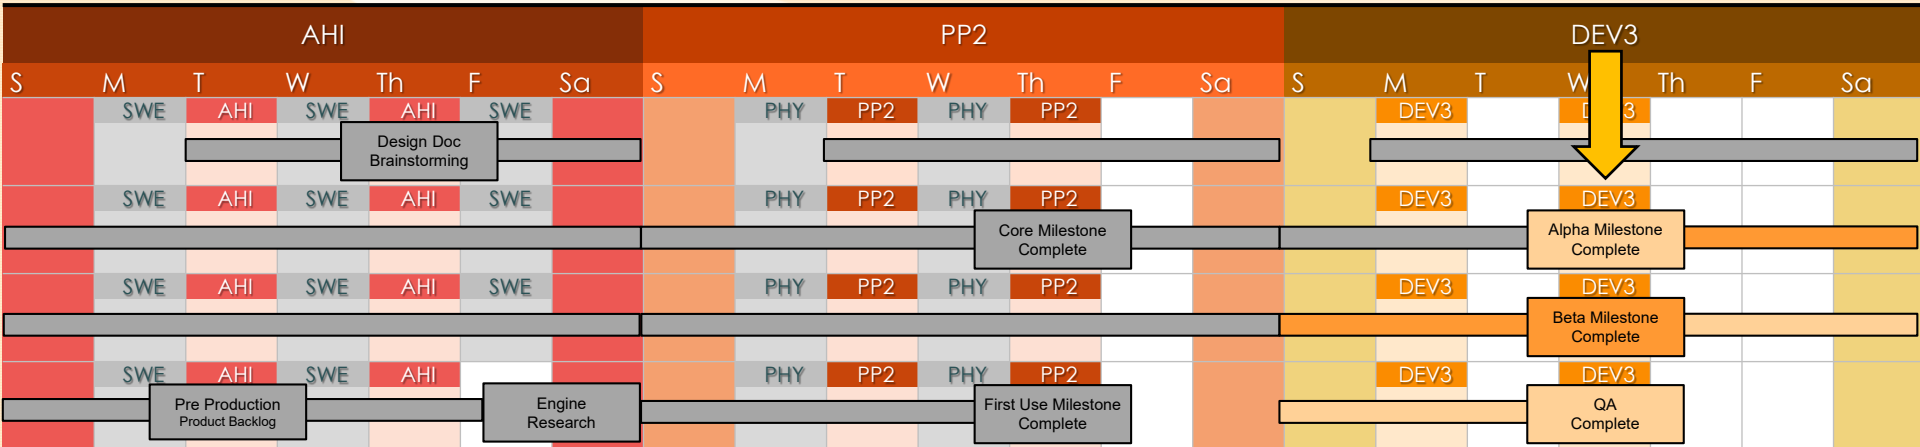 AHI PP2 DEV3
S M T W Th F Sa S M T W Th F Sa S M T W Th F Sa
SWE AHI SWE AHI SWE PHY PP2 PHY PP2 DEV3
Design Doc
Brainstorming
SWE AHI SWE AHI SWE PHY PP2 PHY PP2 DEV3 DEV3
Core Milestone
Complete
Alpha Milestone
Complete
SWE AHI SWE AHI SWE PHY PP2 PHY PP2 DEV3 DEV3
Beta Milestone
Complete
SWE AHI SWE AHI PHY PP2 PHY PP2 DEV3 DEV3
Pre Production
Product Backlog
Engine
Research
First Use Milestone
Complete
QA
Complete